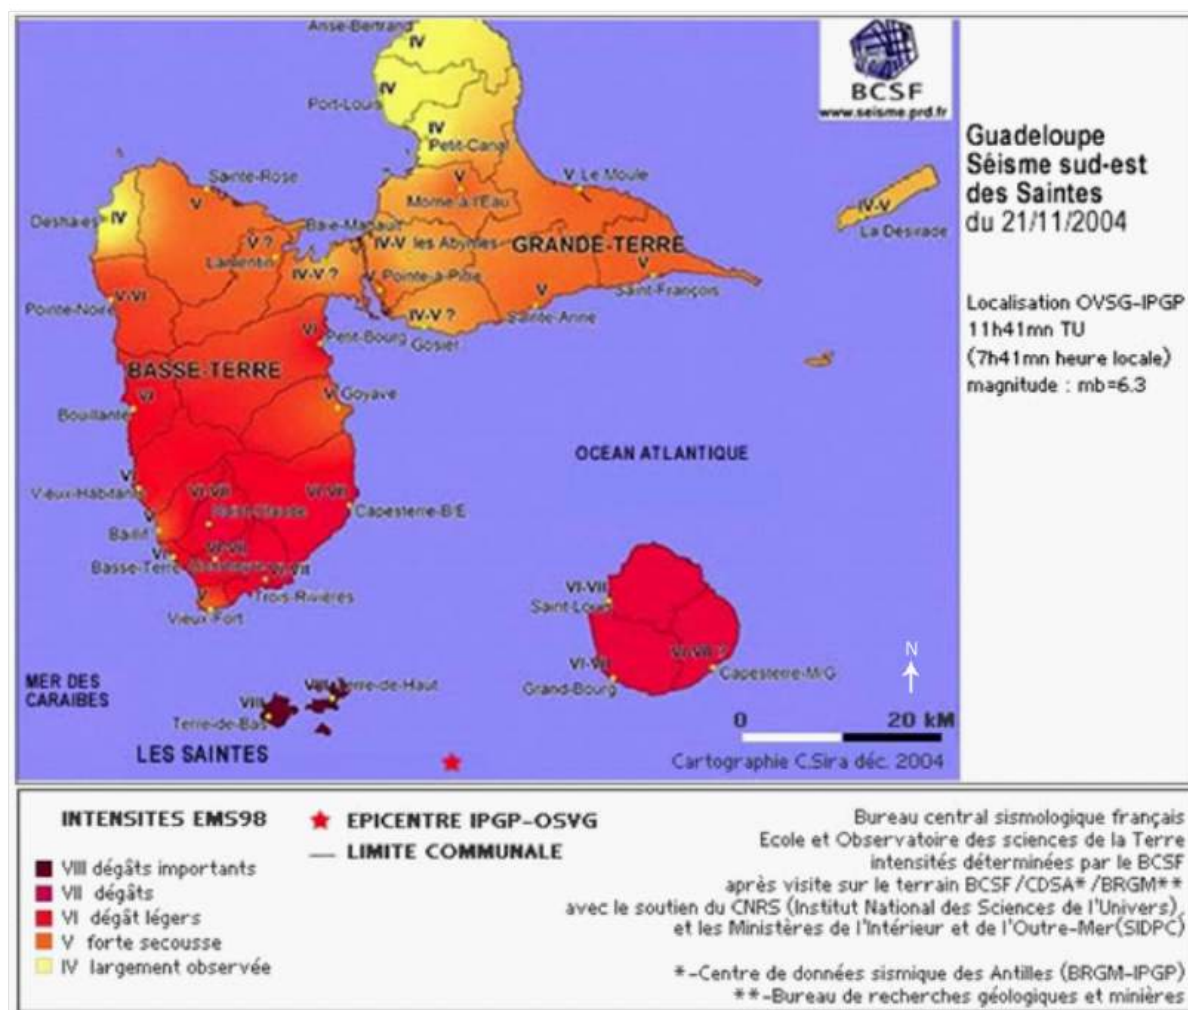 Anse-Bertrand
IV
BCSF
www.seisme.prd.fr
Guadeloupe
Séisme sud-est
des Saintes
du 21/11/2004
IV
Port-Louis
IV
Petit-Canal
Sainte-Rose
V
V
Le Moule
V
Morne-à-l'Eau
IV-V
La Désirade
Deshaies
IV
Baie-Mahault
V ?
Lamentin
IV-V
les Abymes
GRANDE-TERRE
IV-V ?
V
Pointe-à-Pitre
V
Saint-François
V-VI
Pointe-Noire
V
Sainte-Anne
IV-V ?
Gosier
VI
Petit-Bourg
Localisation OVSG-IPGP
11h41mn TU
(7h41mn heure locale)
magnitude : mb=6.3
BASSE-TERRE
VI
Bouillante
V
Goyave
OCEAN ATLANTIQUE
VI
Vieux-Habitants
VI-VII
Saint-Claude
VI-VII
Capesterre-B/E
V
Baillif
VI
Basse-Terre
VI-VII
VI-VII
Trois-Rivières
V
Vieux-Fort
VI-VII
Saint-Louis
VI-VII
Grand-Bourg
VI-VII ?
Capesterre-M/G
N
MER DES
CARAIBES
VIII
Terre-de-Haut
VIII
Terre-de-Bas
LES SAINTES
0 20 kM
Cartographie C.Sira déc. 2004
INTENSITES EMS98
VIII dégâts importants
VII dégâts
VI dégât légers
V forte secousse
IV largement observée
EPICENTRE IPGP-OSVG
LIMITE COMMUNALE
Bureau central sismologique français
Ecole et Observatoire des sciences de la Terre
intensités déterminées par le BCSF
après visite sur le terrain BCSF/CDSA*/BRGM**
avec le soutien du CNRS (Institut National des Sciences de l'Univers),
et les Ministères de l'Intérieur et de l'Outre-Mer(SIDPC)
*-Centre de données sismique des Antilles (BRGM-IPGP)
**-Bureau de recherches géologiques et minières